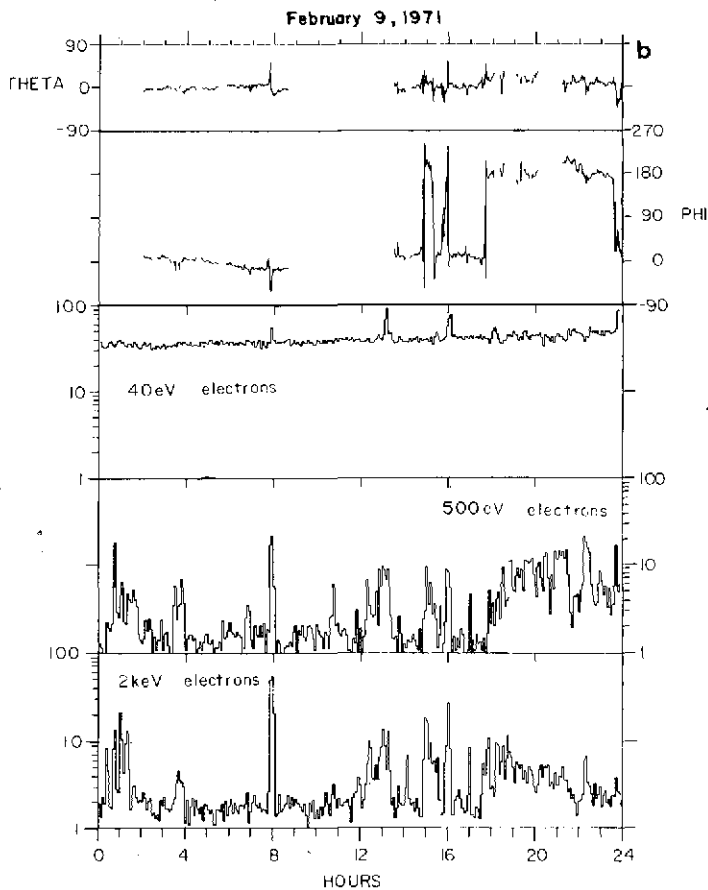 February 9, 1971
b
90
THETA 0
-90
270
180
90 PHI
0
-90
100
40eV electrons
10
1
100
500eV electrons
10
1
100
2keV electrons
10
1
0 4 8 12 16 20 24
HOURS